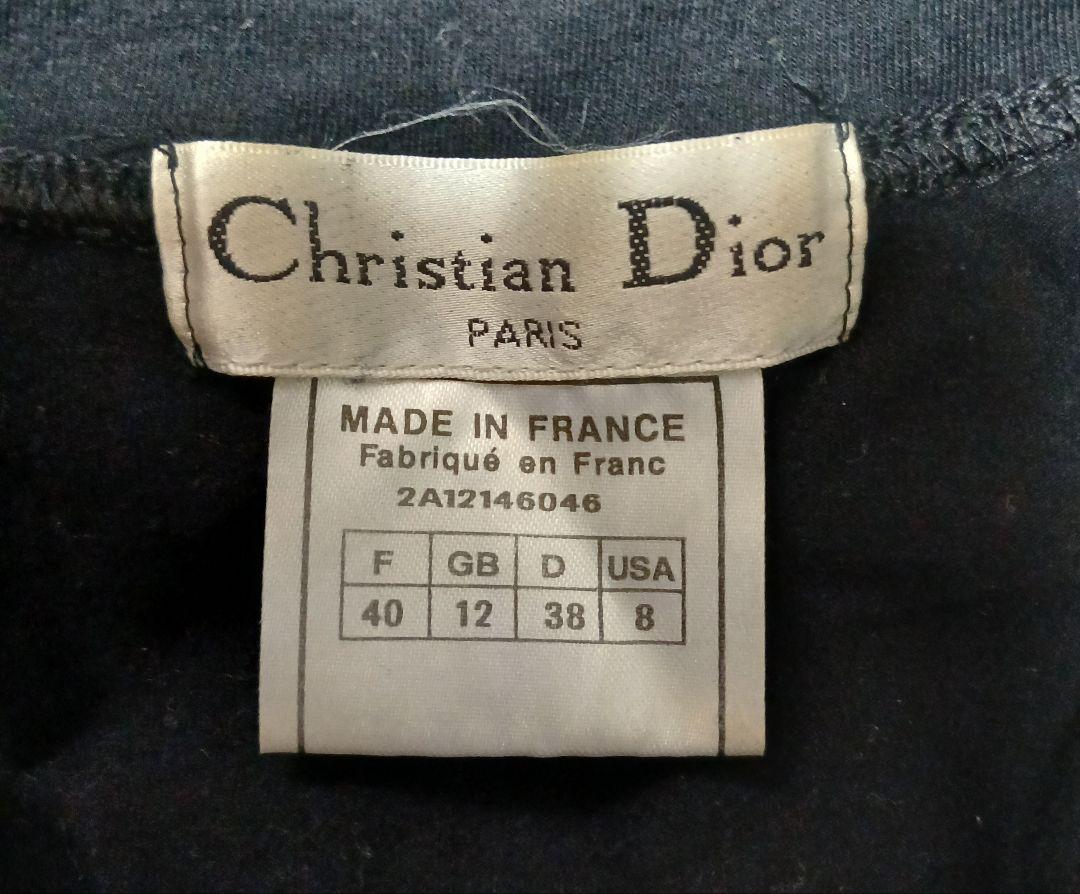 Christian Dior
PARIS
MADE IN FRANCE
Fabriqué en Franc
2A12146046
F GB D USA
40 12 38 8